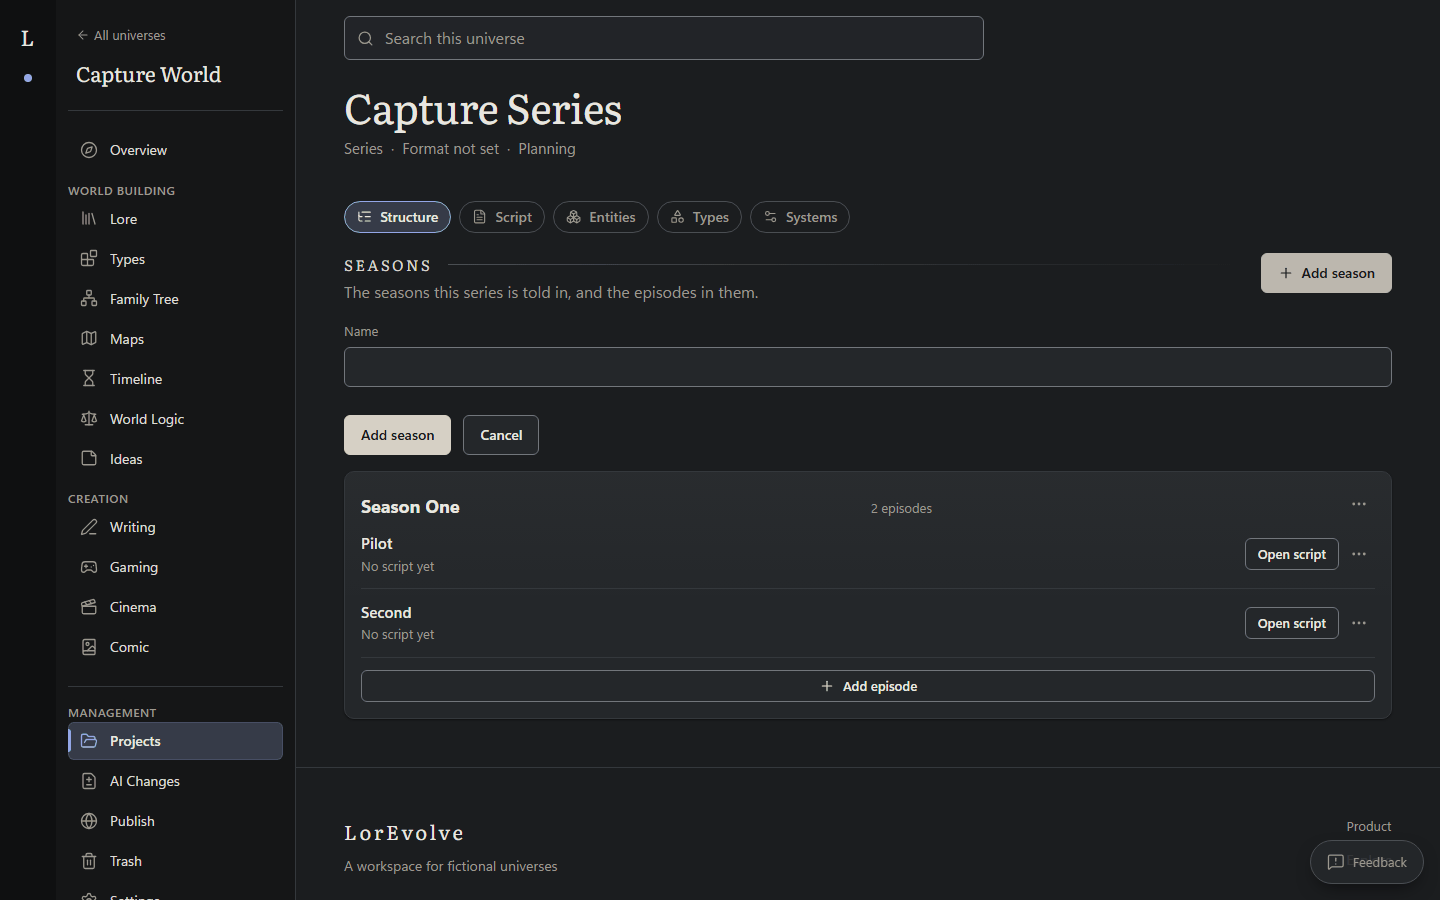 L
All universes
Capture World
Overview
WORLD BUILDING
Lore
Types
Family Tree
Maps
Timeline
World Logic
Ideas
CREATION
Writing
Gaming
Cinema
Comic
MANAGEMENT
Projects
AI Changes
Publish
Trash
Settings
Search this universe
Capture Series
Series · Format not set · Planning
Structure
Script
Entities
Types
Systems
SEASONS
Add season
The seasons this series is told in, and the episodes in them.
Name
Add season
Cancel
Season One
2 episodes
Pilot
No script yet
Open script
Second
No script yet
Open script
Add episode
LorEvolve
A workspace for fictional universes
Product
Feedback